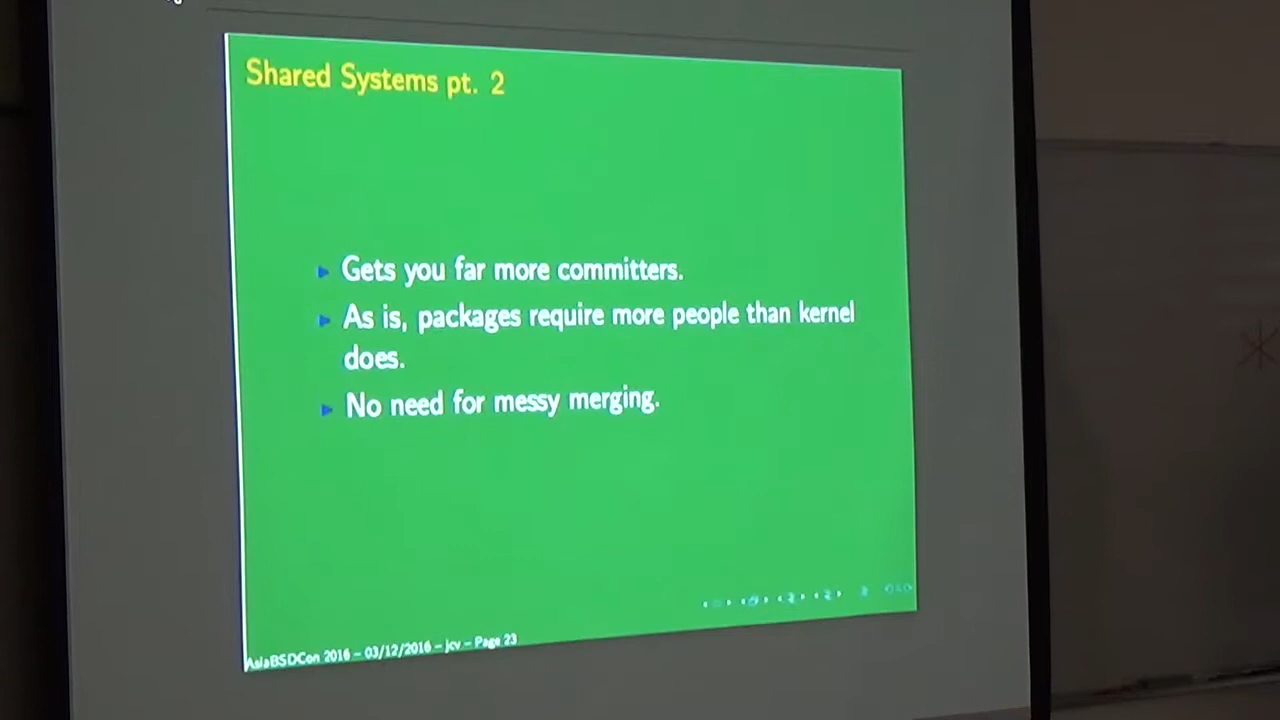 Shared Systems pt. 2
Gets you far more committers.
As is, packages require more people than kernel
does.
No need for messy merging.
AsiaBSDCon 2016 – 03/12/2016 – jcv – Page 23